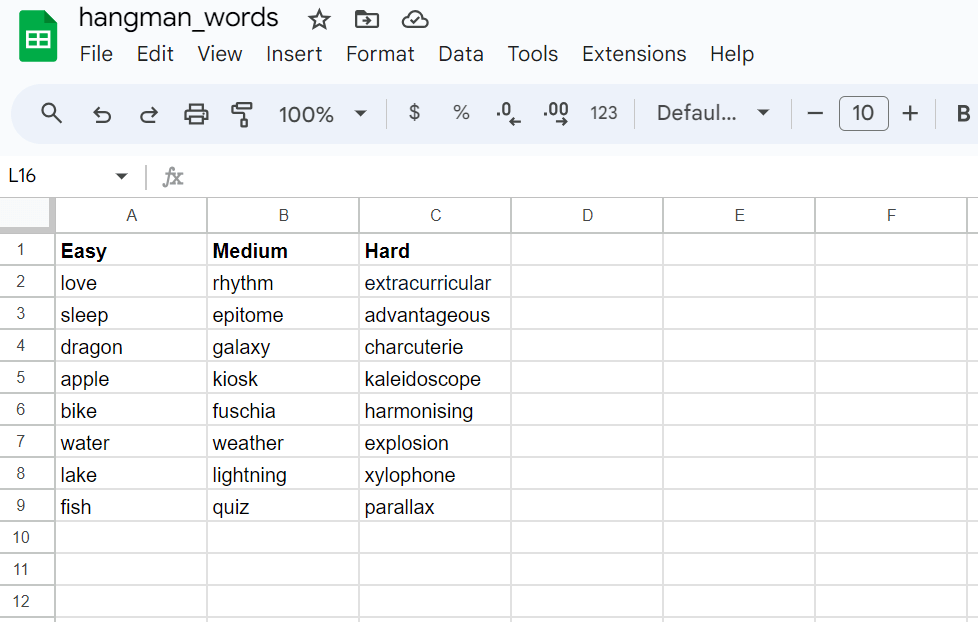 hangman_words
File Edit View Insert Format Data Tools Extensions Help
100% $ % .0 .00 123 Defaul... 10 B
L16 fx
A B C D E F
1 Easy Medium Hard
2 love rhythm extracurricular
3 sleep epitome advantageous
4 dragon galaxy charcuterie
5 apple kiosk kaleidoscope
6 bike fuschia harmonising
7 water weather explosion
8 lake lightning xylophone
9 fish quiz parallax
10
11
12